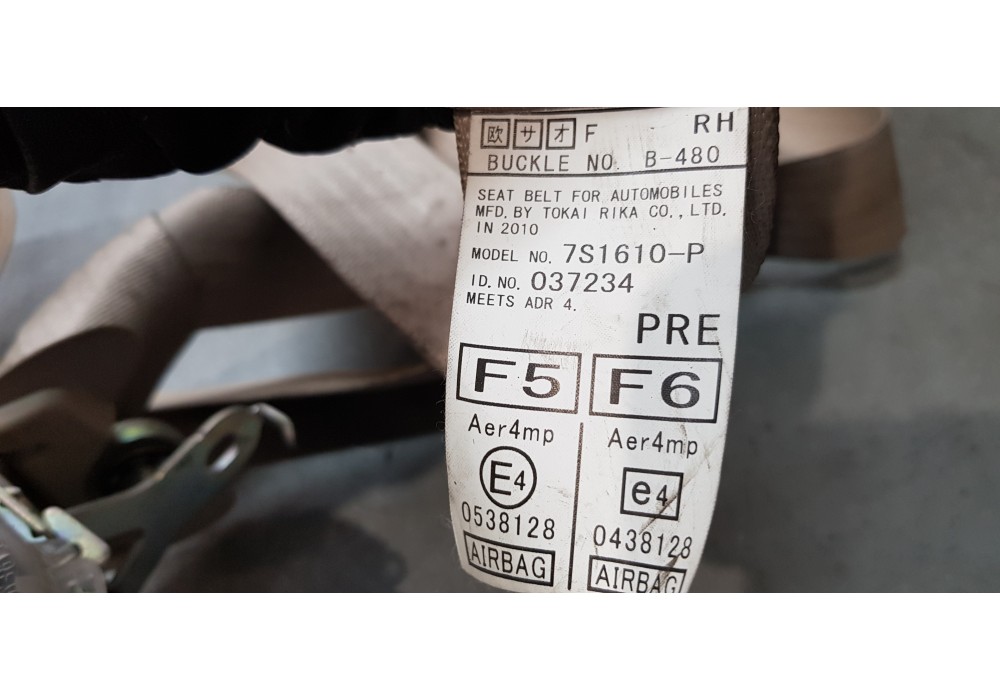 欧 サ オ F RH
BUCKLE NO. B-480
SEAT BELT FOR AUTOMOBILES
MFD. BY TOKAI RIKA CO., LTD.
IN 2010
MODEL NO. 7S1610-P
ID. NO. 037234
MEETS ADR 4.
PRE
F5 F6
Aer4mp Aer4mp
E4 e4
0538128 0438128
AIRBAG AIRBAG